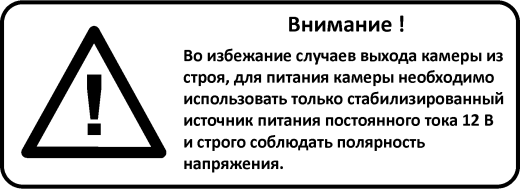 Внимание !
Во избежание случаев выхода камеры из
строя, для питания камеры необходимо
использовать только стабилизированный
источник питания постоянного тока 12 В
и строго соблюдать полярность
напряжения.